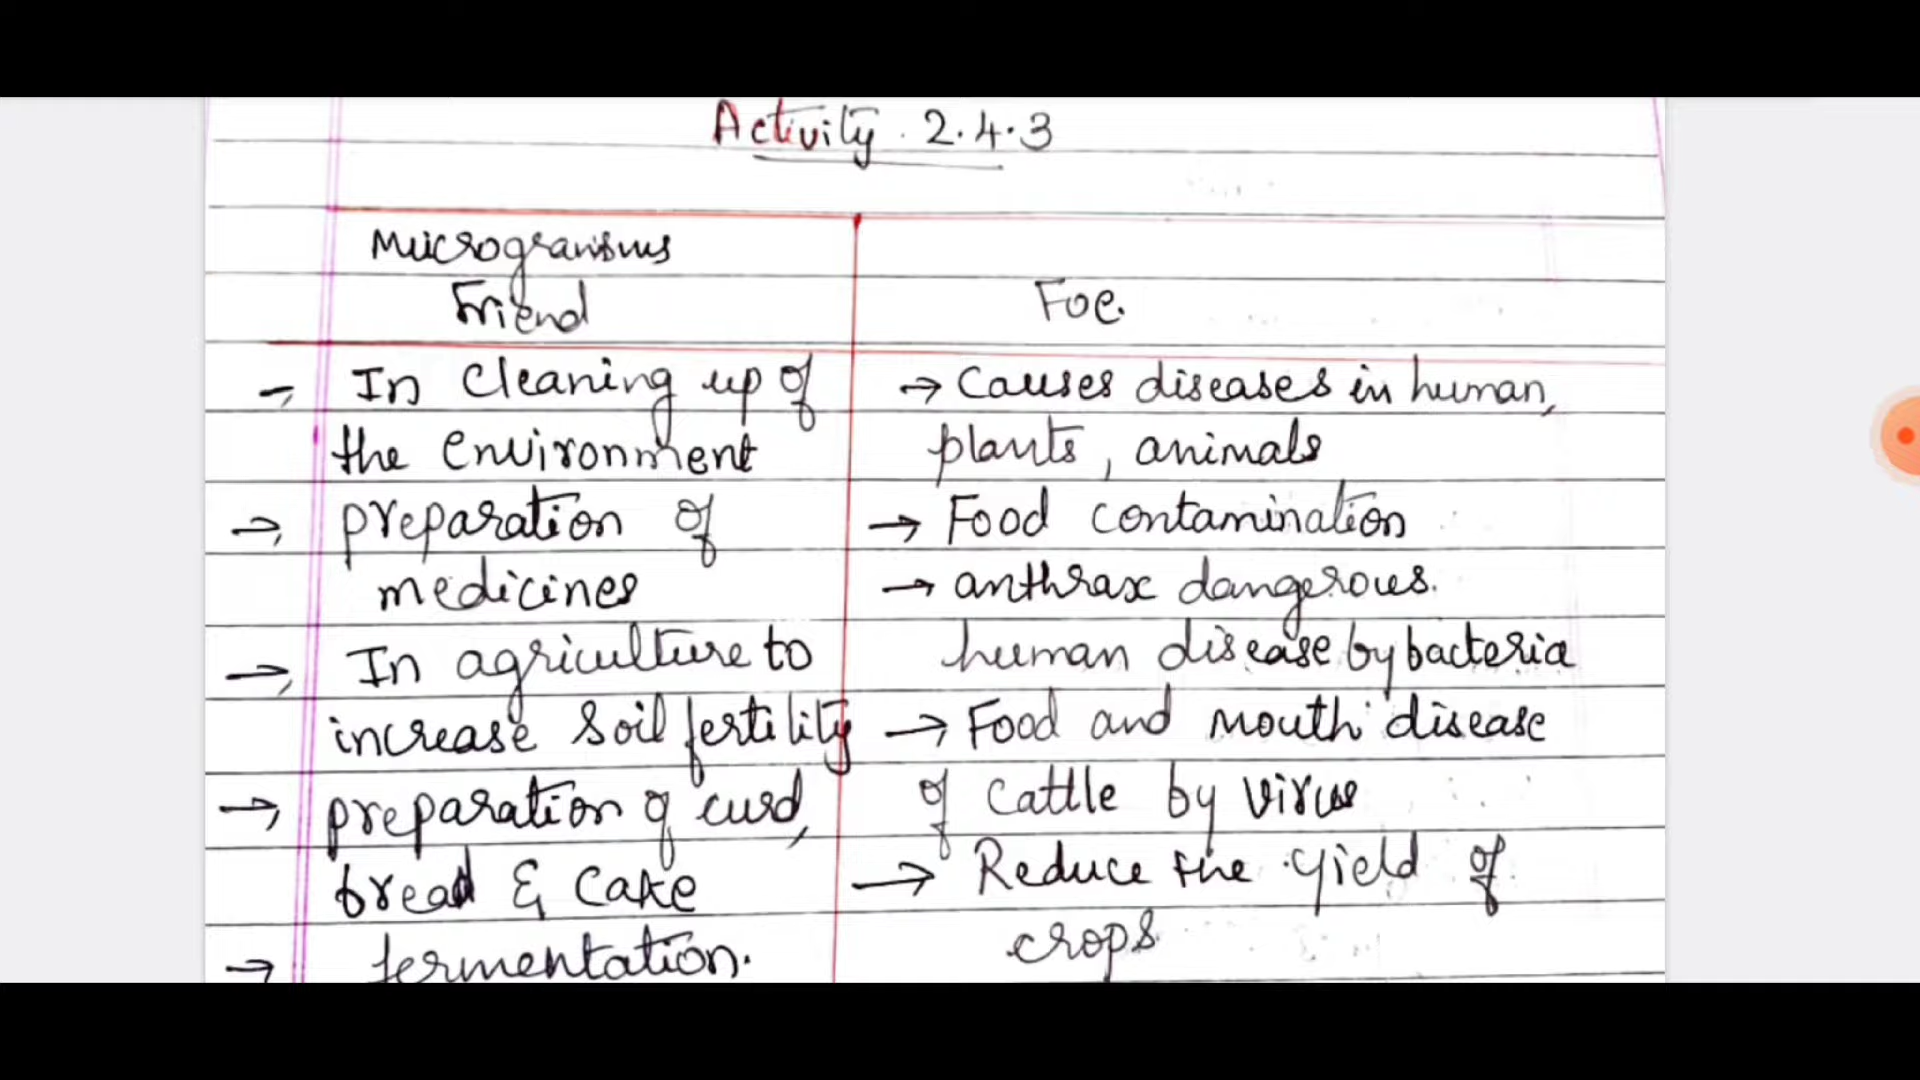 Activity 2.4.3
Microgranisms
Friend
Foe.
→ In cleaning up of
the environment
→ preparation of
medicines
→ In agriculture to
increase soil fertility
→ preparation of curd,
bread & cake
→ fermentation.
→ Causes diseases in human,
plants, animals
→ Food contamination
→ anthrax dangerous.
human disease by bacteria
→ Food and mouth disease
of cattle by virus
→ Reduce the yield of
crops